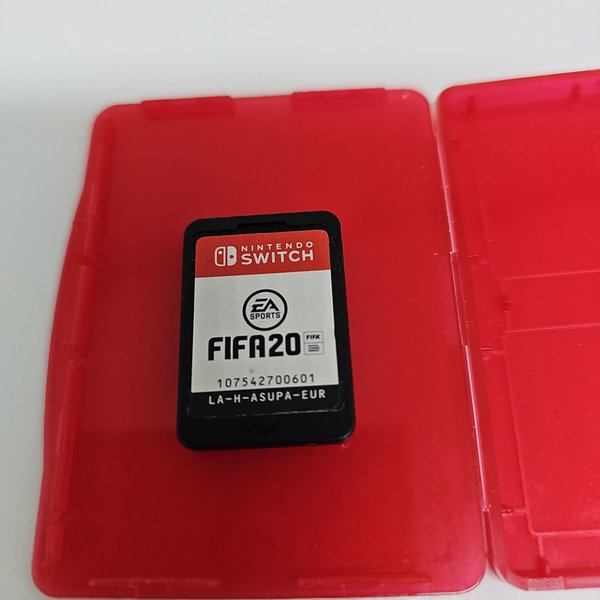 NINTENDO
SWITCH
EA
SPORTS
FIFA20
FIFA
107542700601
LA-H-ASUPA-EUR